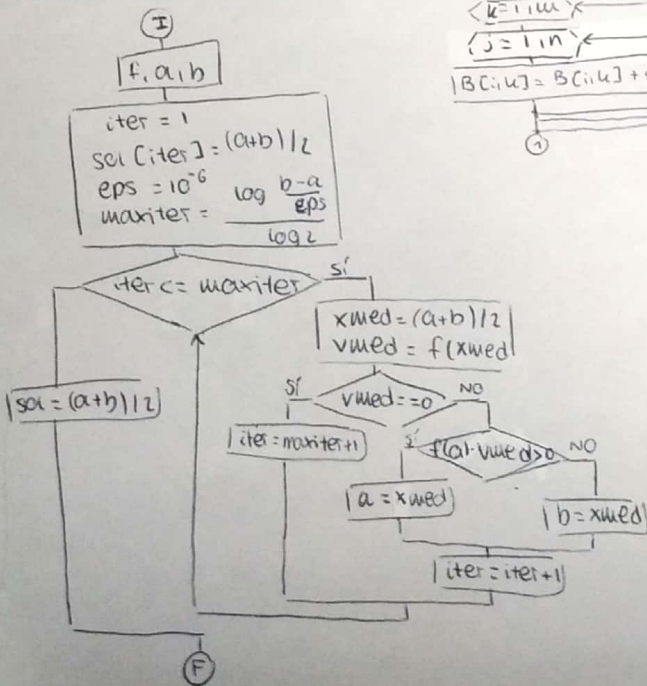 I
f, a, b
iter = 1
sol [iter] = (a+b)/2
eps = 10^-6
maxiter = log b-a / eps
log 2
iter <= maxiter
sí
sol = (a+b)/2
xmed = (a+b)/2
vmed = f(xmed
sí
vmed==0
NO
iter=maxiter+1
sí
f(a)·vmed>0
NO
a = xmed
b = xmed
iter = iter+1
F
k=1,m
j=1,n
B[i,k] = B[i,k] +
1